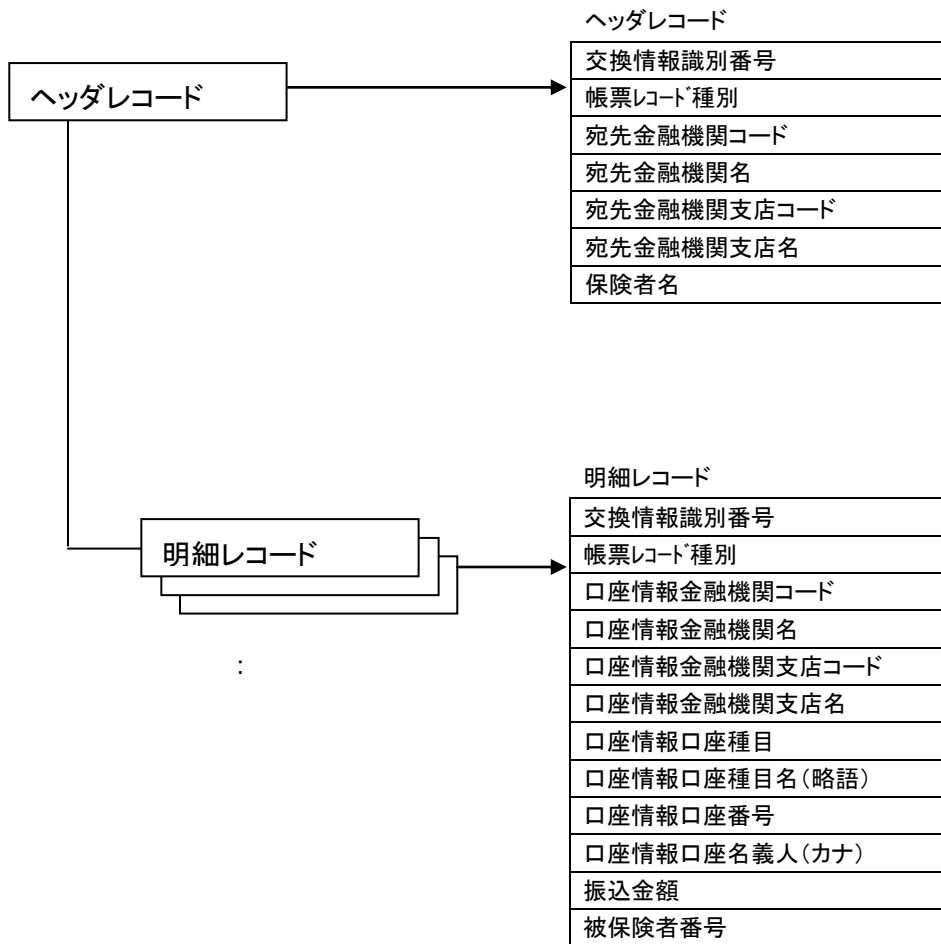 ヘッダレコード
ヘッダレコード
交換情報識別番号
帳票ﾚｺｰﾄﾞ種別
宛先金融機関コード
宛先金融機関名
宛先金融機関支店コード
宛先金融機関支店名
保険者名
明細レコード
明細レコード
:
交換情報識別番号
帳票ﾚｺｰﾄﾞ種別
口座情報金融機関コード
口座情報金融機関名
口座情報金融機関支店コード
口座情報金融機関支店名
口座情報口座種目
口座情報口座種目名(略語)
口座情報口座番号
口座情報口座名義人(カナ)
振込金額
被保険者番号